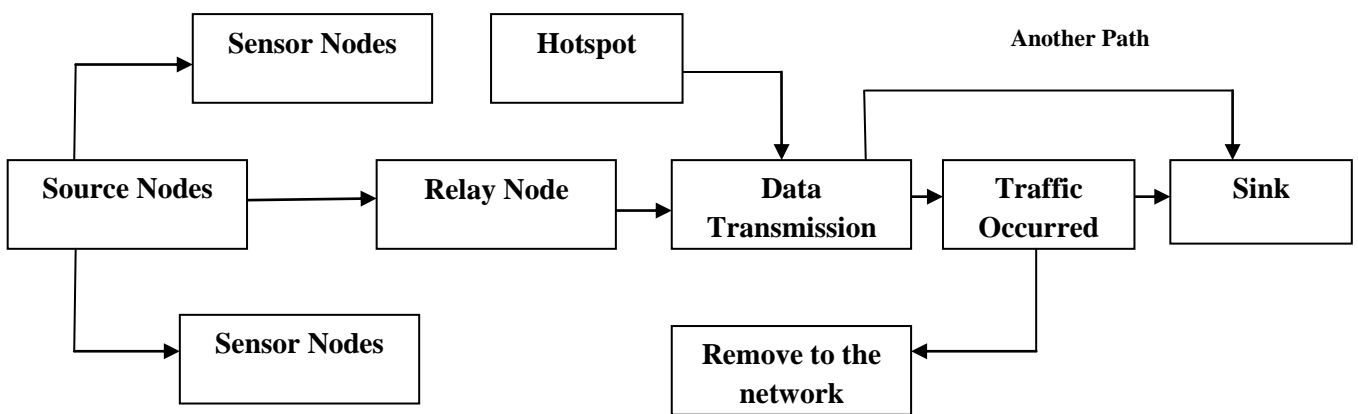 Sensor Nodes
Hotspot
Another Path
Source Nodes
Relay Node
Data
Transmission
Traffic
Occurred
Sink
Sensor Nodes
Remove to the
network